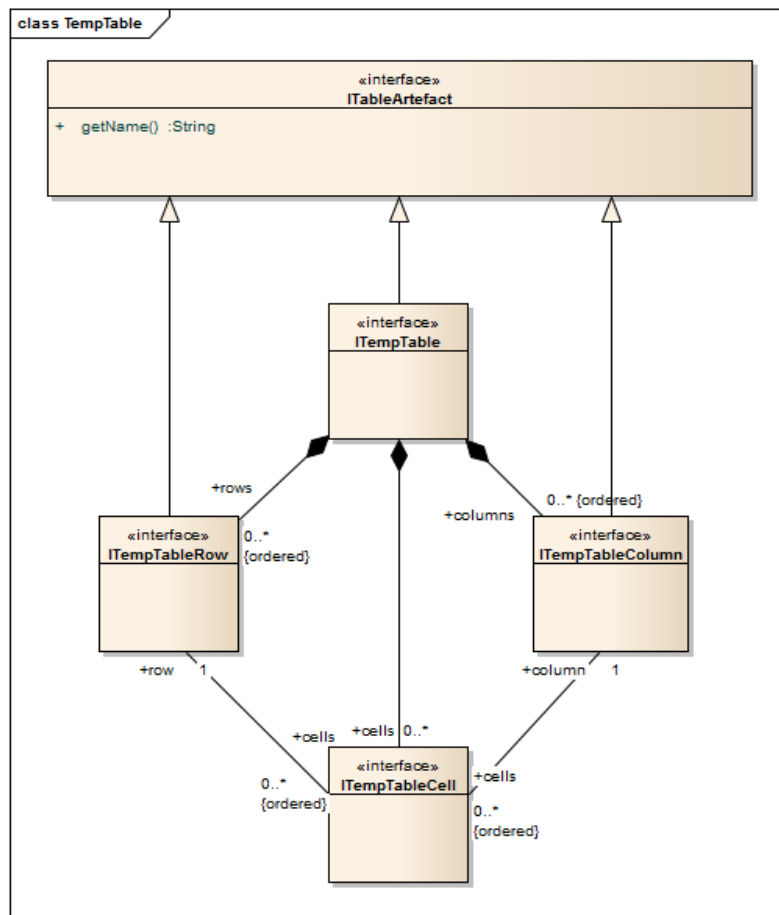 class TempTable
«interface»
ITableArtefact
+ getName() :String
«interface»
ITempTable
+rows
0..*
{ordered}
+columns
0..* {ordered}
«interface»
ITempTableRow
«interface»
ITempTableColumn
+row 1
+column 1
+cells
+cells 0..*
+cells
0..*
{ordered}
«interface»
ITempTableCell
0..*
{ordered}